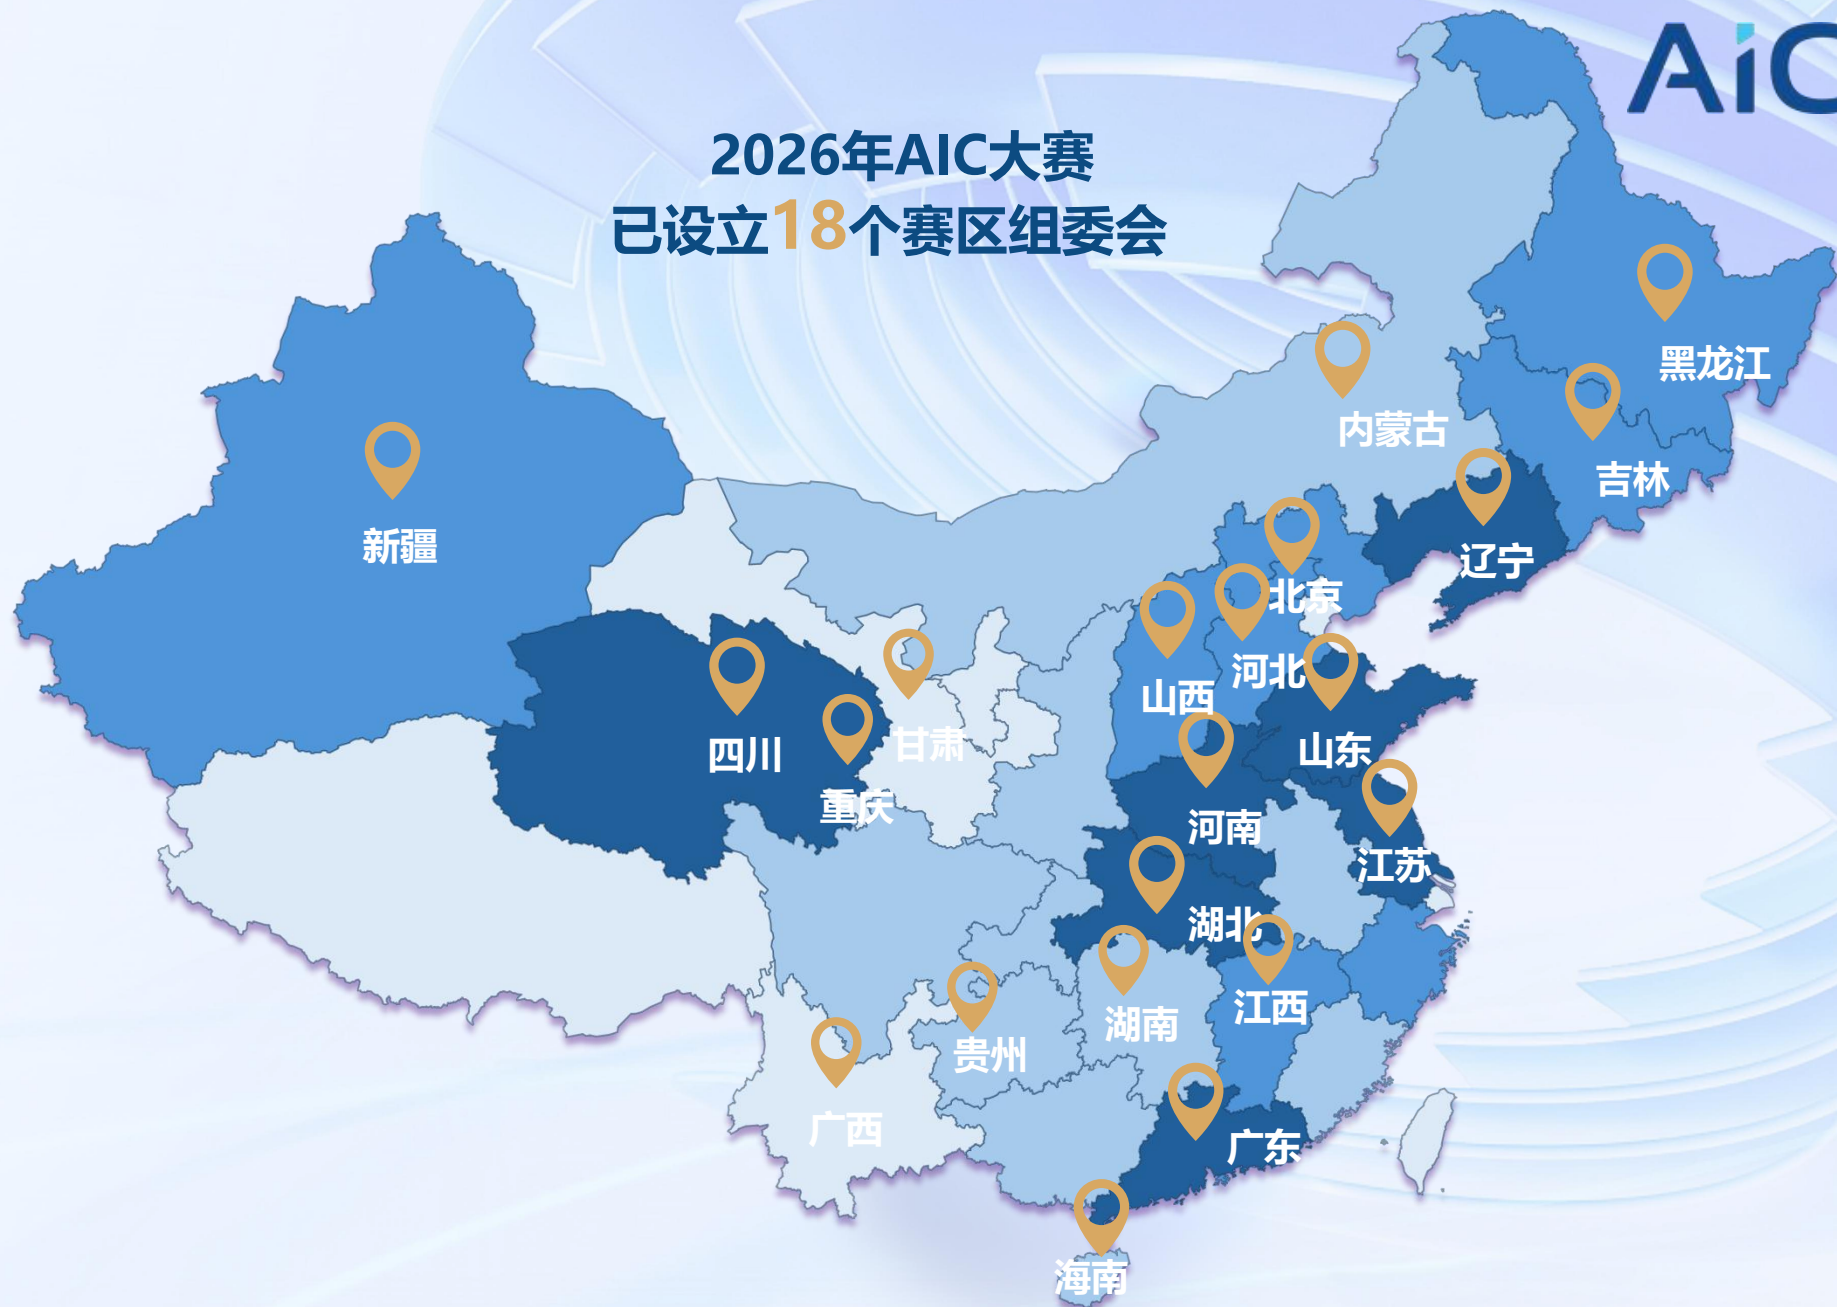 AiC
2026年AIC大赛
已设立18个赛区组委会
黑龙江
内蒙古
吉林
新疆
辽宁
北京
河北
山西
山东
四川
甘肃
重庆
河南
江苏
湖北
江西
湖南
贵州
广西
广东
海南